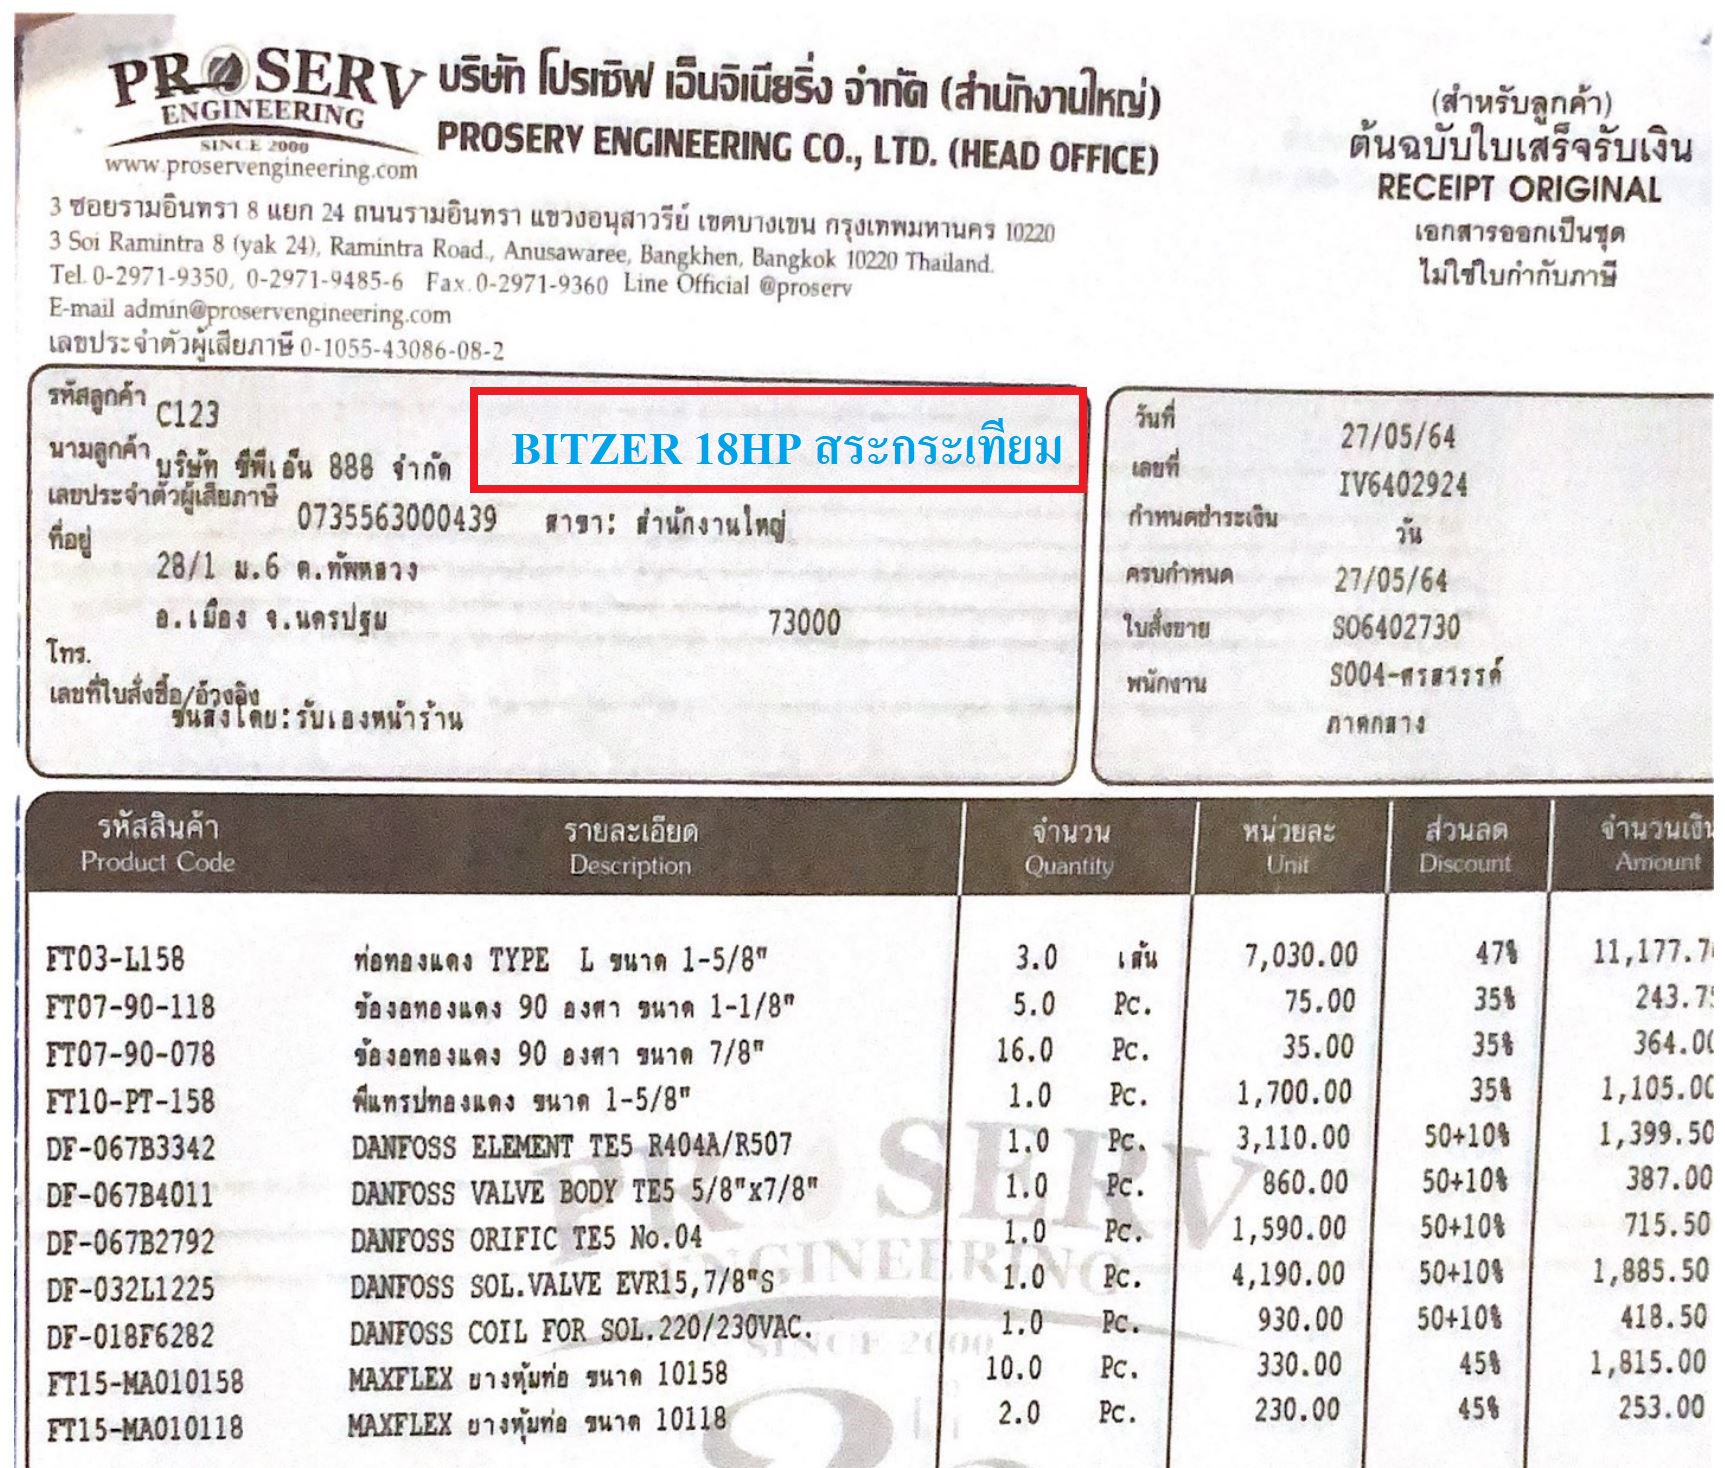 PROSERV
ENGINEERING
SINCE 2000
www.proservengineering.com
บริษัท โปรเซิฟ เอ็นจิเนียริ่ง จำกัด (สำนักงานใหญ่)
PROSERV ENGINEERING CO., LTD. (HEAD OFFICE)
(สำหรับลูกค้า)
ต้นฉบับใบเสร็จรับเงิน
RECEIPT ORIGINAL
เอกสารออกเป็นชุด
ไม่ใช่ใบกำกับภาษี
3 ซอยรามอินทรา 8 แยก 24 ถนนรามอินทรา แขวงอนุสาวรีย์ เขตบางเขน กรุงเทพมหานคร 10220
3 Soi Ramintra 8 (yak 24), Ramintra Road., Anusawaree, Bangkhen, Bangkok 10220 Thailand.
Tel. 0-2971-9350, 0-2971-9485-6 Fax. 0-2971-9360 Line Official @proserv
E-mail admin@proservengineering.com
เลขประจำตัวผู้เสียภาษี 0-1055-43086-08-2
รหัสลูกค้า C123
BITZER 18HP สระกระเทียม
นามลูกค้า บริษัท ซีพีเอ็น 888 จำกัด
เลขประจำตัวผู้เสียภาษี 0735563000439 สาขา: สำนักงานใหญ่
ที่อยู่ 28/1 ม.6 ต.ทัพหลวง
อ.เมือง จ.นครปฐม 73000
โทร.
เลขที่ใบสั่งซื้อ/อ้างอิง
ขนส่งโดย:รับเองหน้าร้าน
วันที่ 27/05/64
เลขที่ IV6402924
กำหนดชำระเงิน วัน
ครบกำหนด 27/05/64
ใบสั่งขาย SO6402730
พนักงาน S004-ศรสวรรค์
ภาคกลาง
รหัสสินค้า รายละเอียด จำนวน หน่วยละ ส่วนลด จำนวนเงิน
Product Code Description Quantity Unit Discount Amount
FT03-L158 ท่อทองแดง TYPE L ขนาด 1-5/8" 3.0 เส้น 7,030.00 47% 11,177.7
FT07-90-118 ข้องอทองแดง 90 องศา ขนาด 1-1/8" 5.0 Pc. 75.00 35% 243.75
FT07-90-078 ข้องอทองแดง 90 องศา ขนาด 7/8" 16.0 Pc. 35.00 35% 364.00
FT10-PT-158 พีแทรปทองแดง ขนาด 1-5/8" 1.0 Pc. 1,700.00 35% 1,105.00
DF-067B3342 DANFOSS ELEMENT TE5 R404A/R507 1.0 Pc. 3,110.00 50+10% 1,399.50
DF-067B4011 DANFOSS VALVE BODY TE5 5/8"x7/8" 1.0 Pc. 860.00 50+10% 387.00
DF-067B2792 DANFOSS ORIFIC TE5 No.04 1.0 Pc. 1,590.00 50+10% 715.50
DF-032L1225 DANFOSS SOL.VALVE EVR15,7/8"S 1.0 Pc. 4,190.00 50+10% 1,885.50
DF-018F6282 DANFOSS COIL FOR SOL.220/230VAC. 1.0 Pc. 930.00 50+10% 418.50
FT15-MA010158 MAXFLEX ยางหุ้มท่อ ขนาด 10158 10.0 Pc. 330.00 45% 1,815.00
FT15-MA010118 MAXFLEX ยางหุ้มท่อ ขนาด 10118 2.0 Pc. 230.00 45% 253.00
PROSERV
ENGINEERING
SINCE 2000